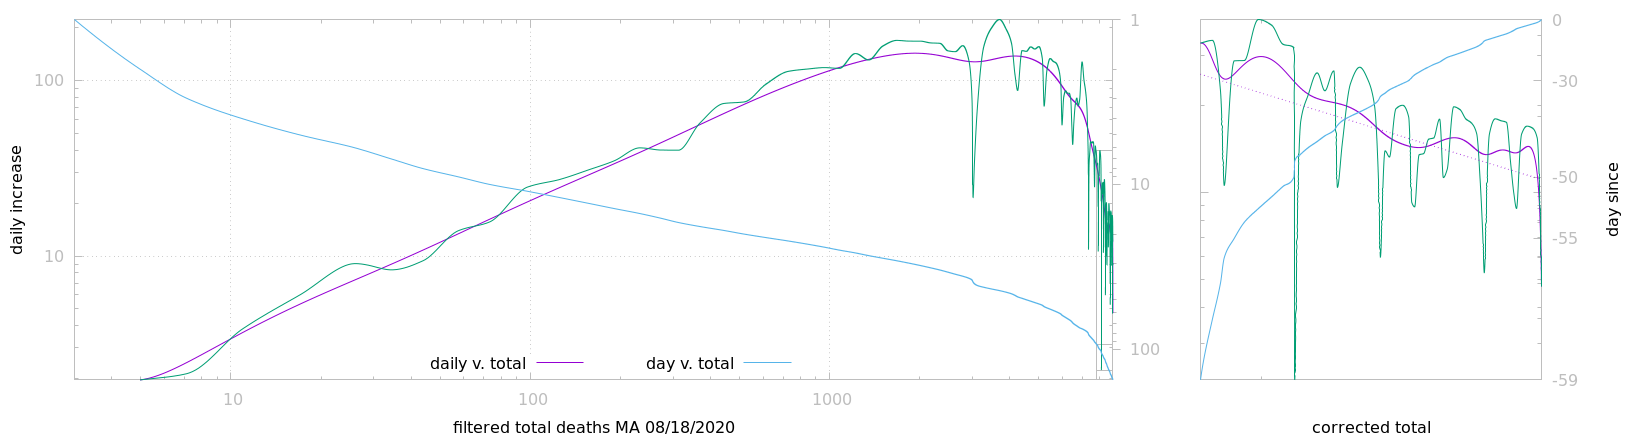 daily increase
100
10
daily v. total
day v. total
10
100
1000
filtered total deaths MA 08/18/2020
1
10
100
0
-30
-40
-50
-55
-59
day since
corrected total